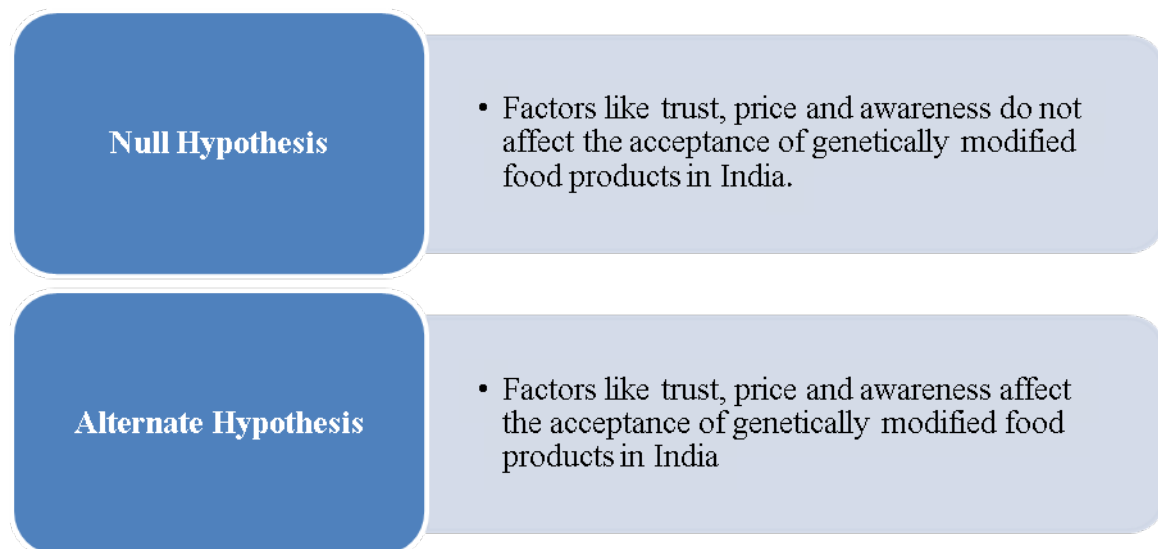 Null Hypothesis
• Factors like trust, price and awareness do not
affect the acceptance of genetically modified
food products in India.
Alternate Hypothesis
• Factors like trust, price and awareness affect
the acceptance of genetically modified food
products in India